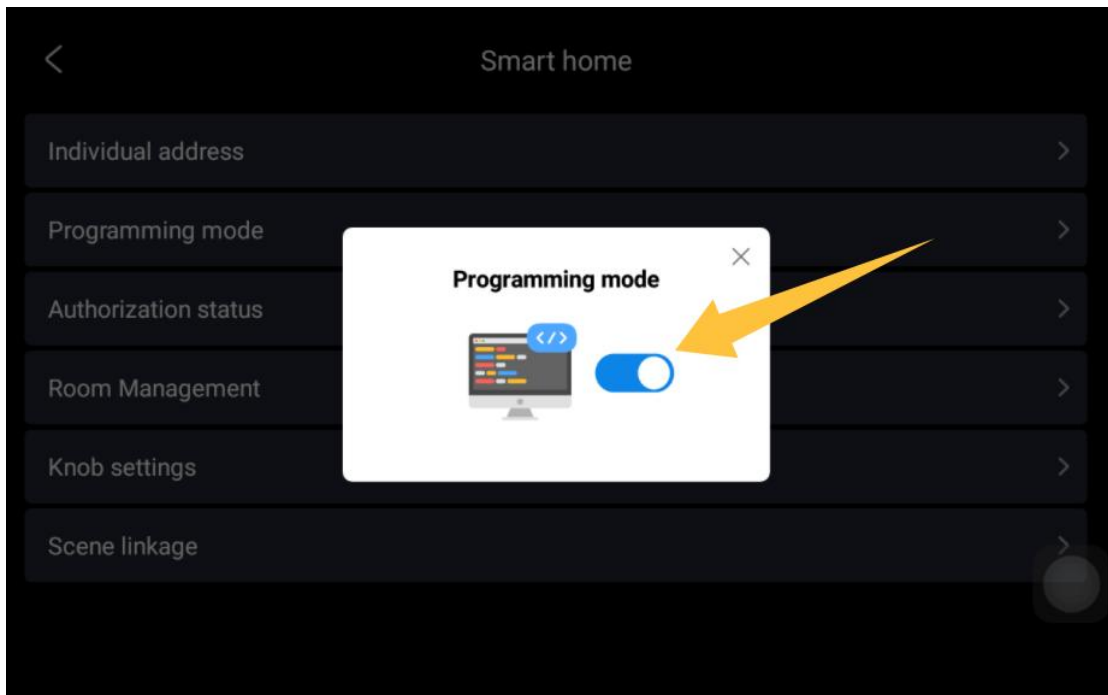 Smart home
Individual address
Programming mode
Programming mode
</>
Authorization status
Room Management
Knob settings
Scene linkage